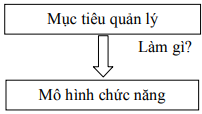 Mục tiêu quản lý
Làm gì?
Mô hình chức năng